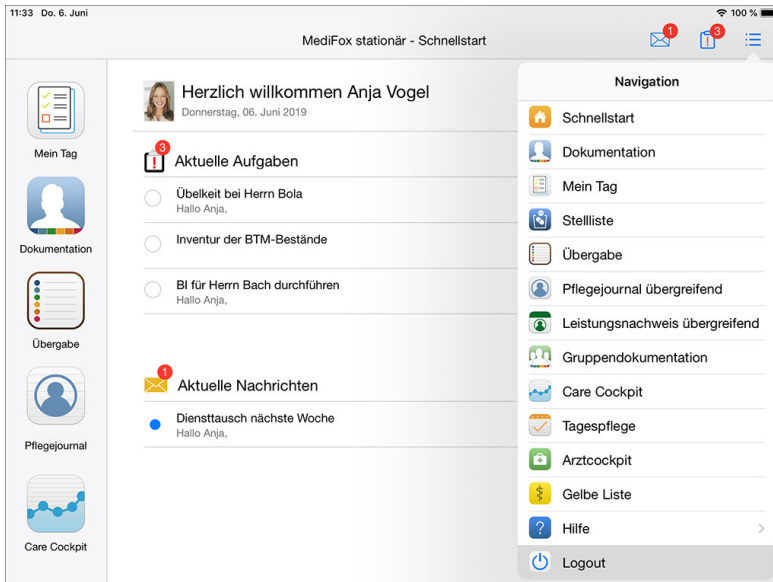 11:33 Do. 6. Juni
100 %
MediFox stationär - Schnellstart
1
3
Mein Tag
Dokumentation
Übergabe
Pflegejournal
Care Cockpit
Herzlich willkommen Anja Vogel
Donnerstag, 06. Juni 2019
3
Aktuelle Aufgaben
Übelkeit bei Herrn Bola
Hallo Anja,
Inventur der BTM-Bestände
BI für Herrn Bach durchführen
Hallo Anja,
1
Aktuelle Nachrichten
Diensttausch nächste Woche
Hallo Anja,
Navigation
Schnellstart
Dokumentation
Mein Tag
Stellliste
Übergabe
Pflegejournal übergreifend
Leistungsnachweis übergreifend
Gruppendokumentation
Care Cockpit
Tagespflege
Arztcockpit
Gelbe Liste
Hilfe
Logout